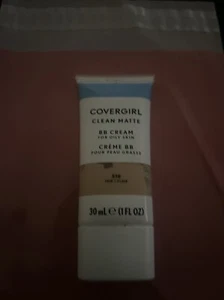 COVERGIRL
CLEAN MATTE
BB CREAM
FOR OILY SKIN
CRÈME BB
POUR PEAU GRASSE
30 mL ℮ (1 FL OZ)